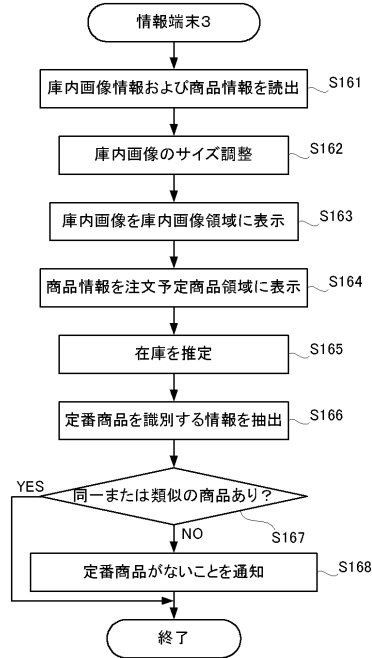 情報端末3
庫内画像情報および商品情報を読出
S161
庫内画像のサイズ調整
S162
庫内画像を庫内画像領域に表示
S163
商品情報を注文予定商品領域に表示
S164
在庫を推定
S165
定番商品を識別する情報を抽出
S166
YES
同一または類似の商品あり？
NO
S167
定番商品がないことを通知
S168
終了